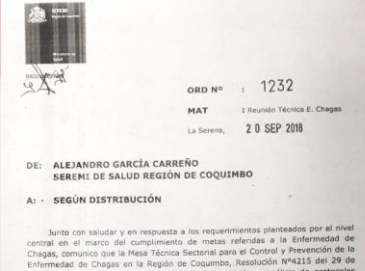 SEREMI
Región de Coquimbo
Ministerio de
Salud
ORD Nº : 1232
MAT : Reunión Técnica E. Chagas
La Serena, 20 SEP 2018
DE: ALEJANDRO GARCÍA CARREÑO
SEREMI DE SALUD REGIÓN DE COQUIMBO
A: SEGÚN DISTRIBUCIÓN
Junto con saludar y en respuesta a los requerimientos planteados por el nivel
central en el marco del cumplimiento de metas referidas a la Enfermedad de
Chagas, comunico que la Mesa Técnica Sectorial para el Control y Prevención de la
Enfermedad de Chagas en la Región de Coquimbo, Resolución Nº4215 del 29 de